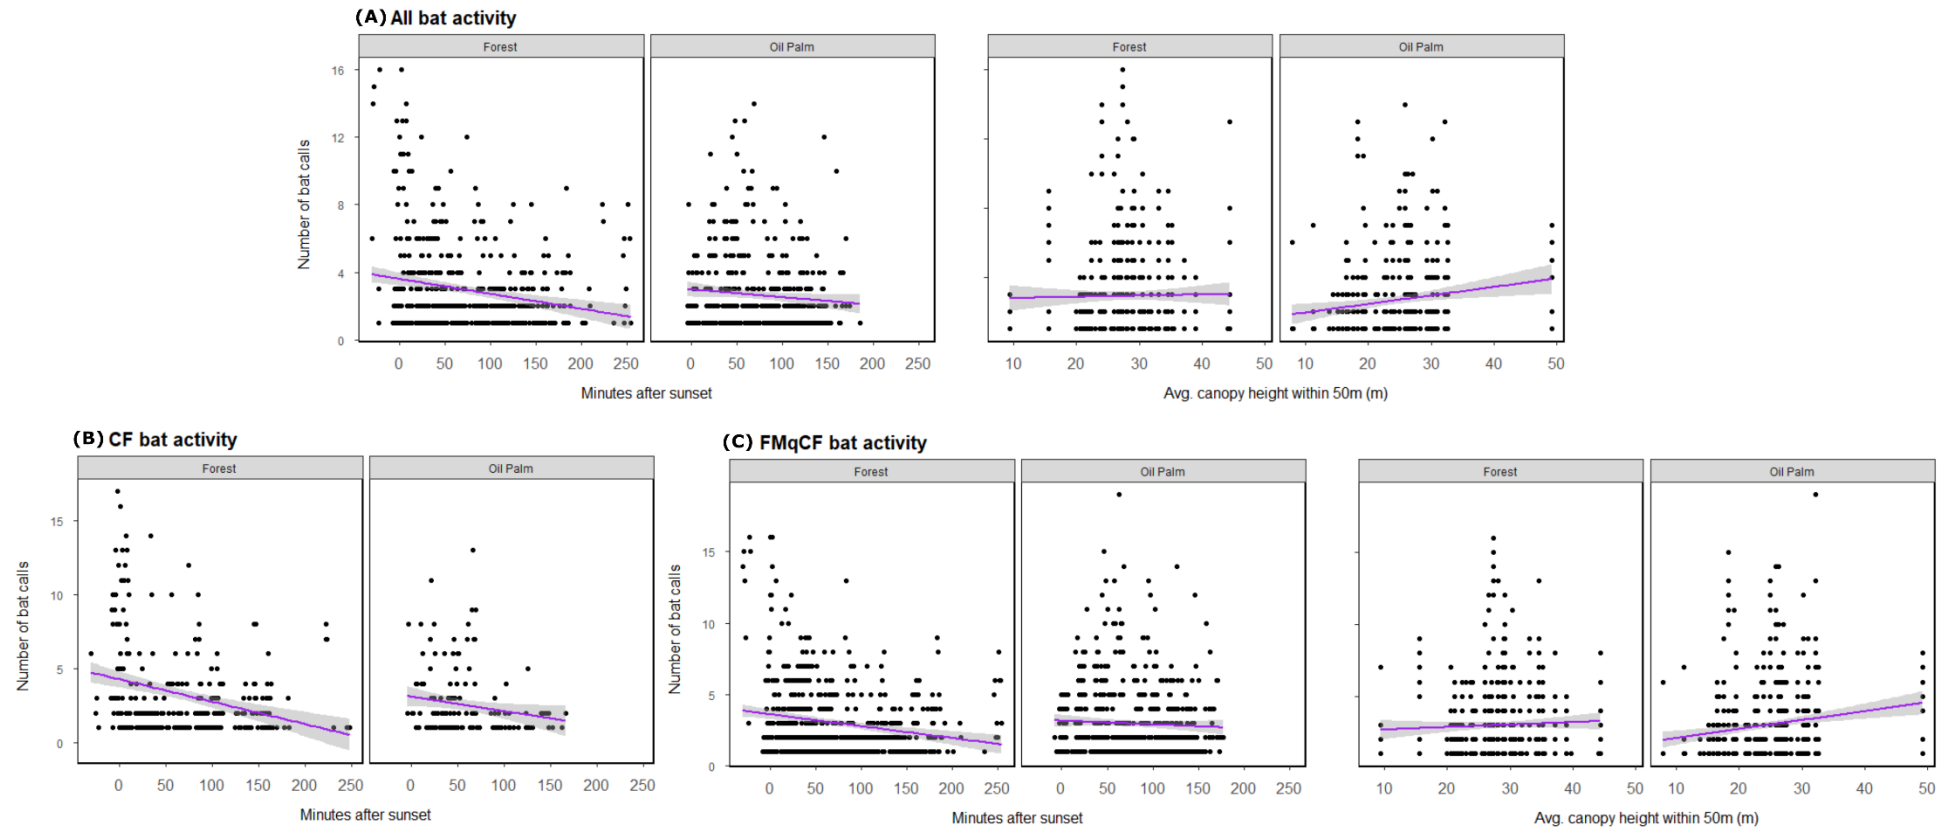 (A) All bat activity
Forest
Oil Palm
Forest
Oil Palm
Number of bat calls
16
12
8
4
0
0 50 100 150 200 250
0 50 100 150 200 250
10 20 30 40 50
10 20 30 40 50
Minutes after sunset
Avg. canopy height within 50m (m)
(B) CF bat activity
Forest
Oil Palm
Number of bat calls
15
10
5
0
0 50 100 150 200 250
0 50 100 150 200 250
Minutes after sunset
(C) FMqCF bat activity
Forest
Oil Palm
Forest
Oil Palm
Number of bat calls
15
10
5
0
0 50 100 150 200 250
0 50 100 150 200 250
10 20 30 40 50
10 20 30 40 50
Minutes after sunset
Avg. canopy height within 50m (m)